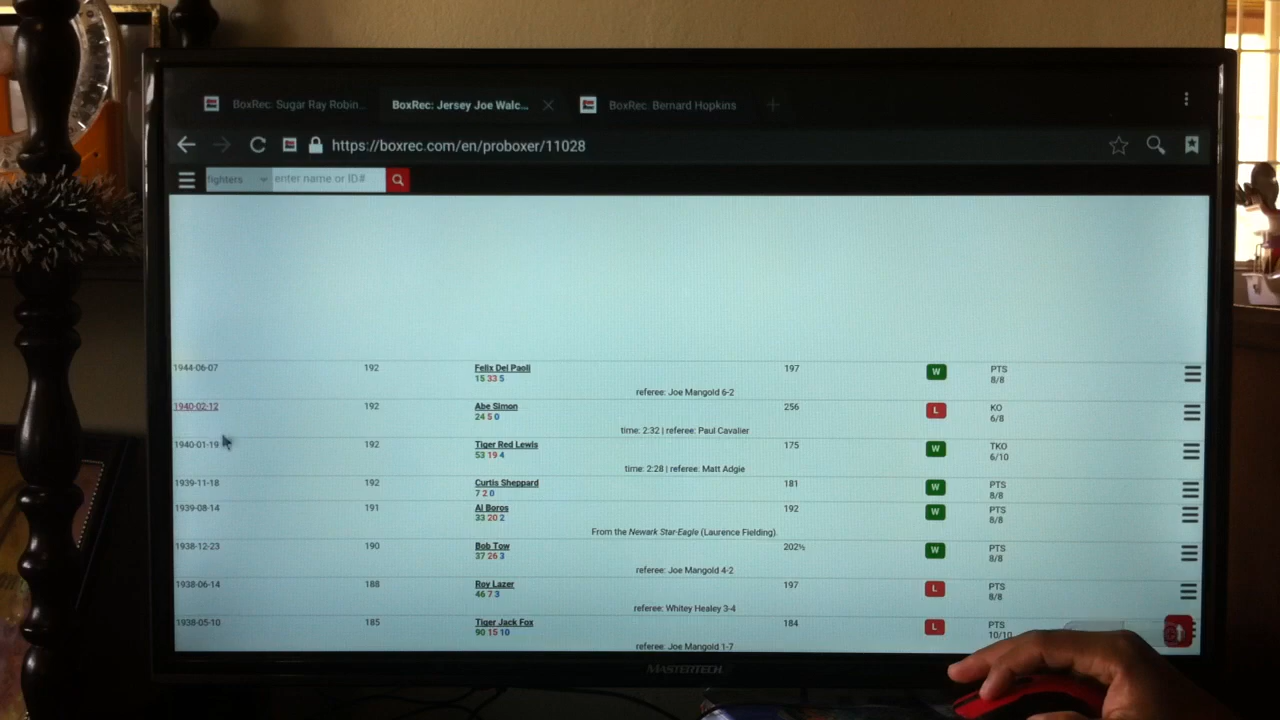 BoxRec: Sugar Ray Robin...
BoxRec: Jersey Joe Walc...
BoxRec: Bernard Hopkins
https://boxrec.com/en/proboxer/11028
fighters
enter name or ID#
1944-06-07 192 Felix Del Paoli 197 W PTS
15 33 5 8/8
referee: Joe Mangold 6-2
1940-02-12 192 Abe Simon 256 L KO
24 5 0 6/8
time: 2:32 | referee: Paul Cavalier
1940-01-19 192 Tiger Red Lewis 175 W TKO
53 19 4 6/10
time: 2:28 | referee: Matt Adgie
1939-11-18 192 Curtis Sheppard 181 W PTS
7 2 0 8/8
1939-08-14 191 Al Boros 192 W PTS
33 20 2 8/8
From the Newark Star-Eagle (Laurence Fielding).
1938-12-23 190 Bob Tow 202½ W PTS
37 26 3 8/8
referee: Joe Mangold 4-2
1938-06-14 188 Roy Lazer 197 L PTS
46 7 3 8/8
referee: Whitey Healey 3-4
1938-05-10 185 Tiger Jack Fox 184 L PTS
90 15 10 10/10
referee: Joe Mangold 1-7
MASTERTECH